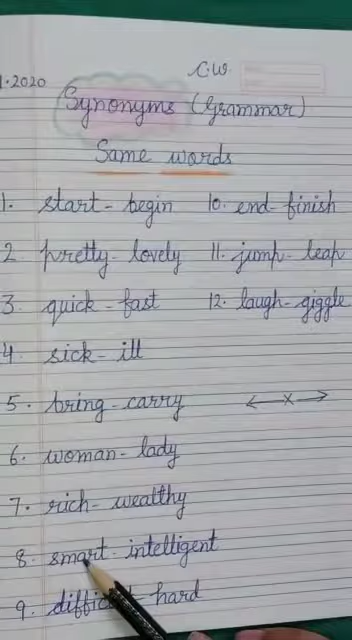 C.W.
1.2020
Synonyms (Grammar)
Same words
1. start - begin
2. pretty - lovely
3. quick - fast
4. sick - ill
5. bring - carry
6. woman - lady
7. rich - wealthy
8. smart - intelligent
9. difficult - hard
10. end - finish
11. jump - leap
12. laugh - giggle